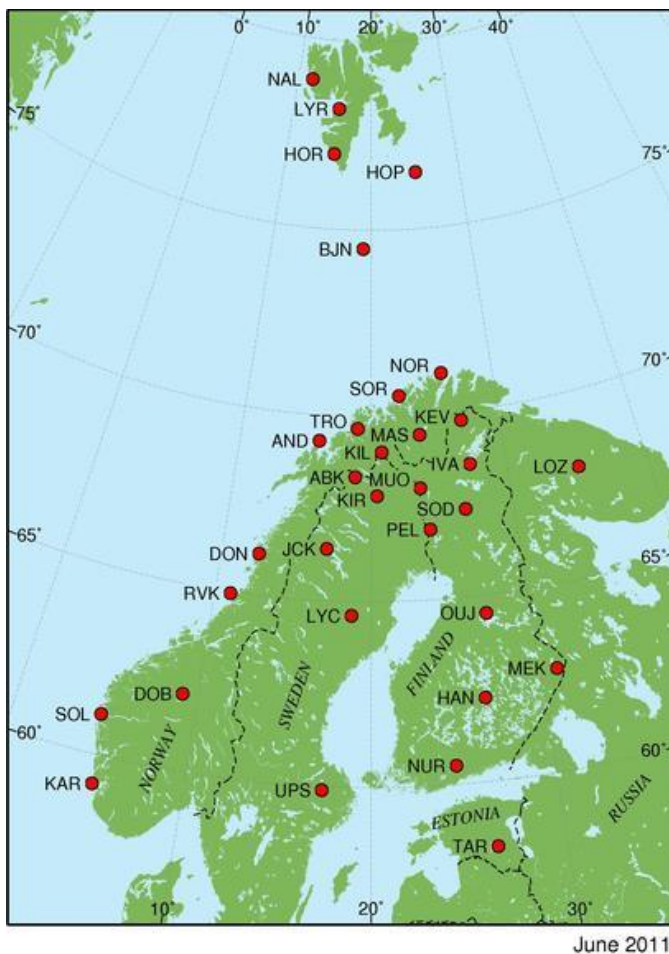 0° 10° 20° 30° 40°
NAL
75°
LYR
75°
HOR
HOP
BJN
70°
70°
NOR
SOR
KEV
TRO
MAS
AND
KIL
IVA
LOZ
ABK
MUO
KIR
SOD
PEL
65°
65°
DON
JCK
RVK
LYC
OUJ
FINLAND
MEK
SWEDEN
DOB
HAN
SOL
60°
NORWAY
60°
NUR
KAR
UPS
RUSSIA
ESTONIA
TAR
10° 20° 30°
June 2011